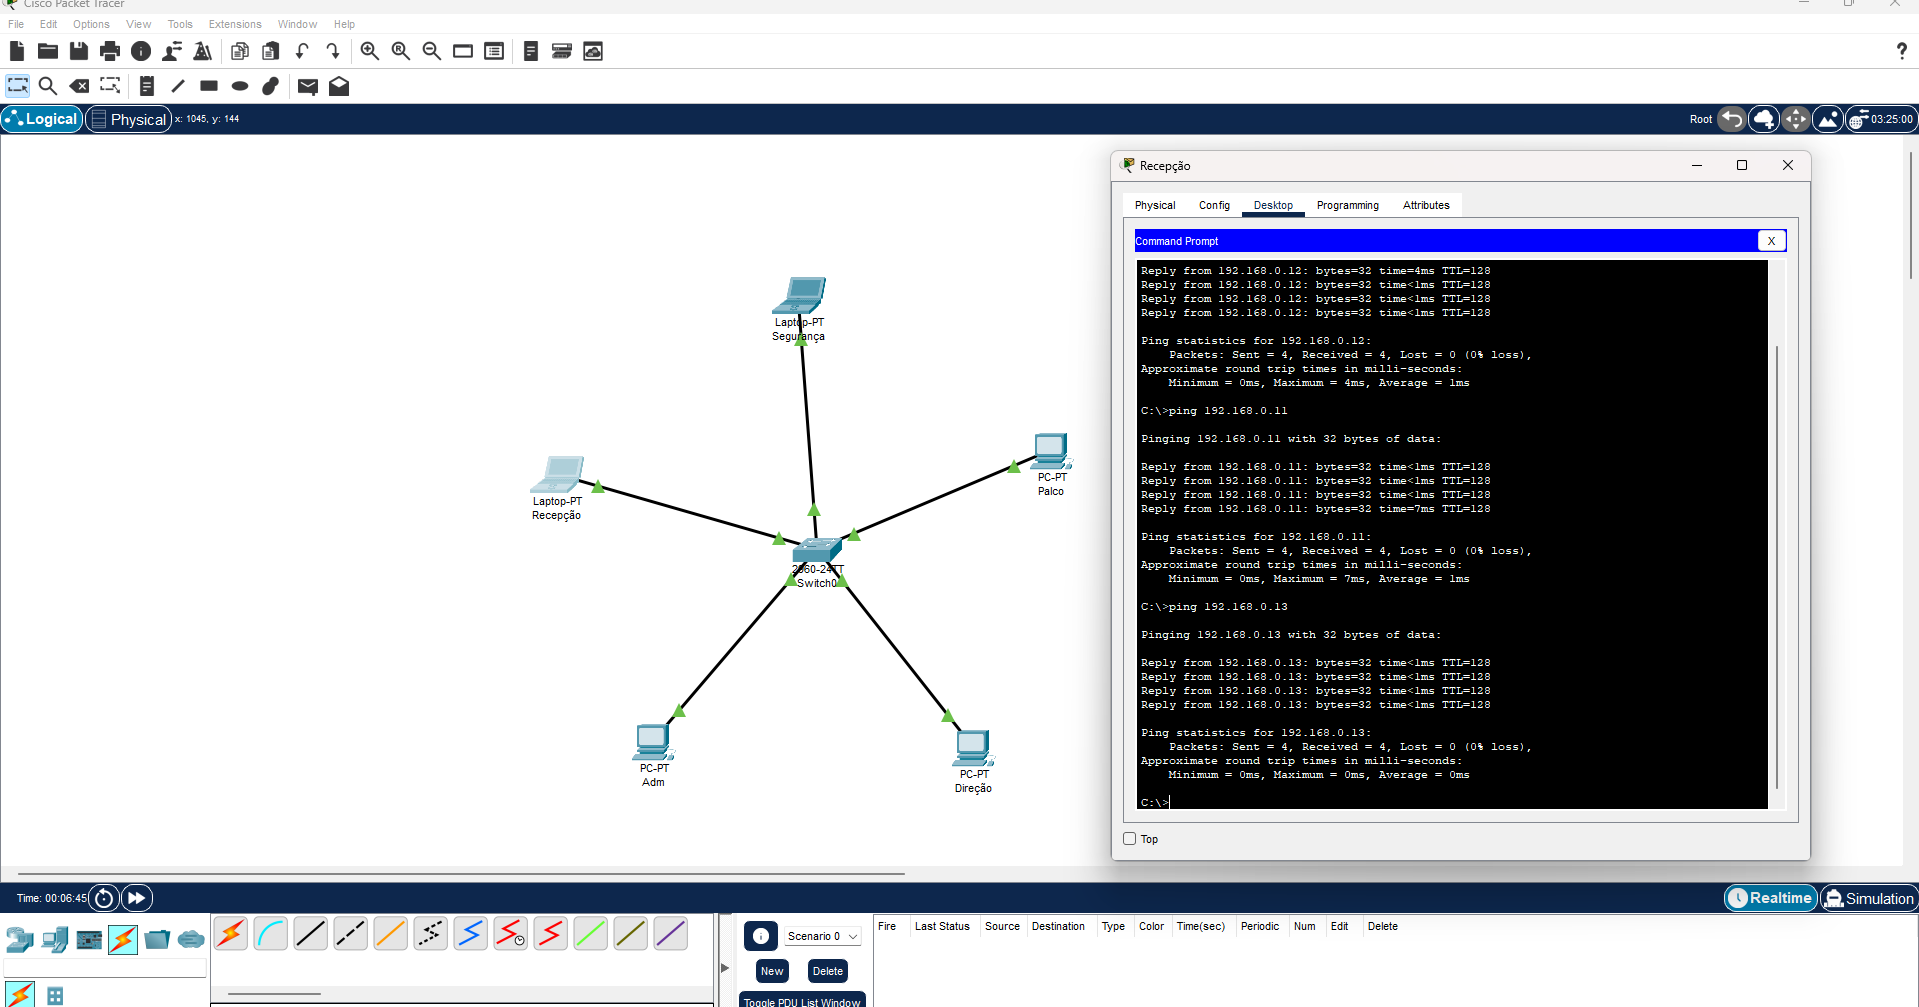 Cisco Packet Tracer
File Edit Options View Tools Extensions Window Help
Logical Physical x: 1045, y: 144
Root 03:25:00
Laptop-PT
Segurança
Laptop-PT
Recepção
PC-PT
Palco
2960-24TT
Switch0
PC-PT
Adm
PC-PT
Direção
Recepção
Physical Config Desktop Programming Attributes
Command Prompt X
Reply from 192.168.0.12: bytes=32 time=4ms TTL=128
Reply from 192.168.0.12: bytes=32 time<1ms TTL=128
Reply from 192.168.0.12: bytes=32 time<1ms TTL=128
Reply from 192.168.0.12: bytes=32 time<1ms TTL=128
Ping statistics for 192.168.0.12:
Packets: Sent = 4, Received = 4, Lost = 0 (0% loss),
Approximate round trip times in milli-seconds:
Minimum = 0ms, Maximum = 4ms, Average = 1ms
C:\>ping 192.168.0.11
Pinging 192.168.0.11 with 32 bytes of data:
Reply from 192.168.0.11: bytes=32 time<1ms TTL=128
Reply from 192.168.0.11: bytes=32 time<1ms TTL=128
Reply from 192.168.0.11: bytes=32 time<1ms TTL=128
Reply from 192.168.0.11: bytes=32 time=7ms TTL=128
Ping statistics for 192.168.0.11:
Packets: Sent = 4, Received = 4, Lost = 0 (0% loss),
Approximate round trip times in milli-seconds:
Minimum = 0ms, Maximum = 7ms, Average = 1ms
C:\>ping 192.168.0.13
Pinging 192.168.0.13 with 32 bytes of data:
Reply from 192.168.0.13: bytes=32 time<1ms TTL=128
Reply from 192.168.0.13: bytes=32 time<1ms TTL=128
Reply from 192.168.0.13: bytes=32 time<1ms TTL=128
Reply from 192.168.0.13: bytes=32 time<1ms TTL=128
Ping statistics for 192.168.0.13:
Packets: Sent = 4, Received = 4, Lost = 0 (0% loss),
Approximate round trip times in milli-seconds:
Minimum = 0ms, Maximum = 0ms, Average = 0ms
C:\>
Top
Time: 00:06:45
Realtime Simulation
Scenario 0
New Delete
Toggle PDU List Window
Fire Last Status Source Destination Type Color Time(sec) Periodic Num Edit Delete